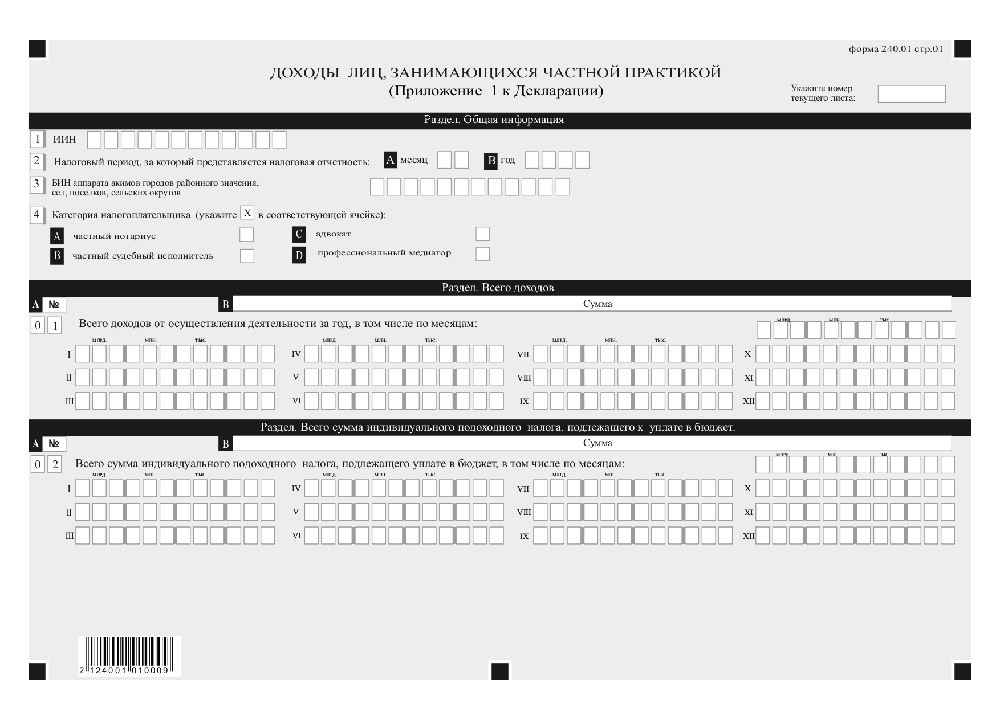 форма 240.01 стр.01
ДОХОДЫ ЛИЦ, ЗАНИМАЮЩИХСЯ ЧАСТНОЙ ПРАКТИКОЙ
(Приложение 1 к Декларации)
Укажите номер
текущего листа:
Раздел. Общая информация
1 ИИН
2 Налоговый период, за который представляется налоговая отчетность: A месяц B год
3 БИН аппарата акимов городов районного значения,
сел, поселков, сельских округов
4 Категория налогоплательщика (укажите X в соответствующей ячейке):
A частный нотариус C адвокат
B частный судебный исполнитель D профессиональный медиатор
Раздел. Всего доходов
A № B Сумма
0 1 Всего доходов от осуществления деятельности за год, в том числе по месяцам: млрд. млн. тыс.
млрд. млн. тыс. млрд. млн. тыс. млрд. млн. тыс.
I IV VII X
II V VIII XI
III VI IX XII
Раздел. Всего сумма индивидуального подоходного налога, подлежащего к уплате в бюджет.
A № B Сумма
0 2 Всего сумма индивидуального подоходного налога, подлежащего уплате в бюджет, в том числе по месяцам: млрд. млн. тыс.
млрд. млн. тыс. млрд. млн. тыс. млрд. млн. тыс.
I IV VII X
II V VIII XI
III VI IX XII
2 124001 010009